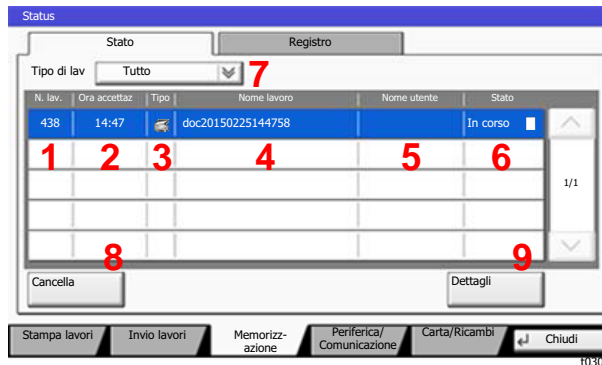 Status
Stato Registro
Tipo di lav Tutto 7
N. lav. Ora accettaz Tipo Nome lavoro Nome utente Stato
438 14:47 doc20150225144758 In corso
1 2 3 4 5 6
1/1
8 9
Cancella Dettagli
Stampa lavori Invio lavori Memorizz-
azione Periferica/
Comunicazione Carta/Ricambi Chiudi